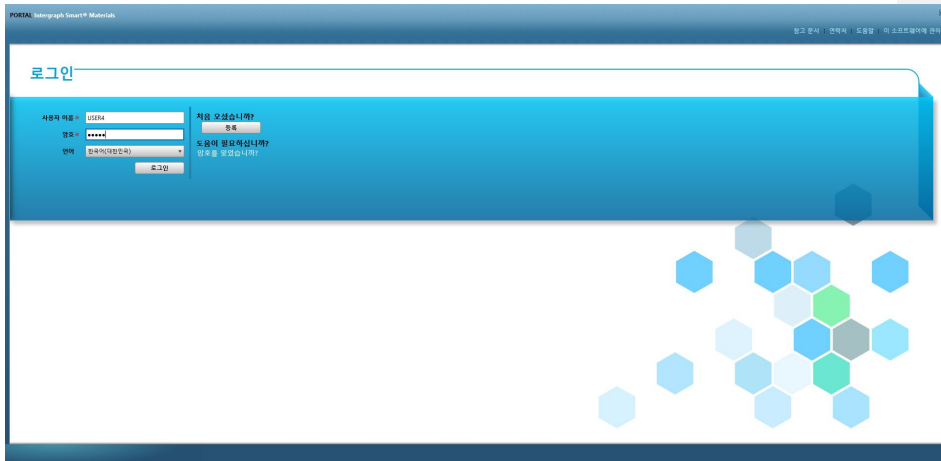 PORTAL Intergraph Smart® Materials
참고 문서 | 연락처 | 도움말 | 이 소프트웨어에 관하
로그인
사용자 이름 * USER4
암호 * •••••
언어 한국어(대한민국)
로그인
처음 오셨습니까?
등록
도움이 필요하십니까?
암호를 잊었습니까?